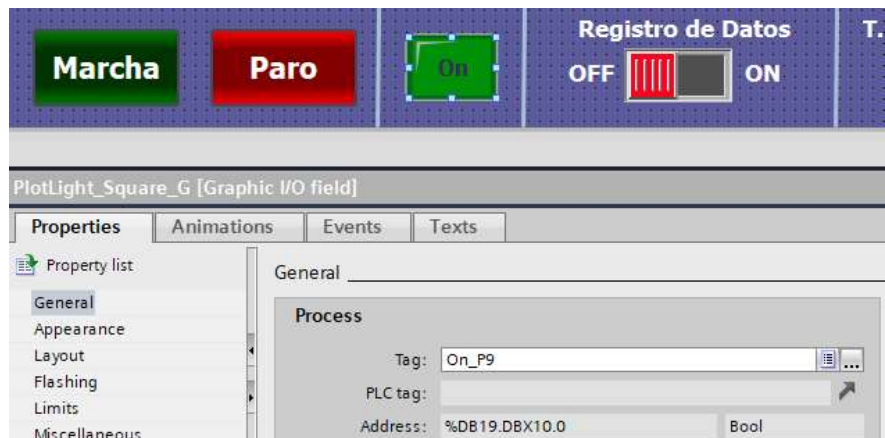 Marcha
Paro
On
Registro de Datos
OFF
ON
T.
PlotLight_Square_G [Graphic I/O field]
Properties
Animations
Events
Texts
Property list
General
Appearance
Layout
Flashing
Limits
Miscellaneous
General
Process
Tag:
On_P9
...
PLC tag:
Address:
%DB19.DBX10.0
Bool